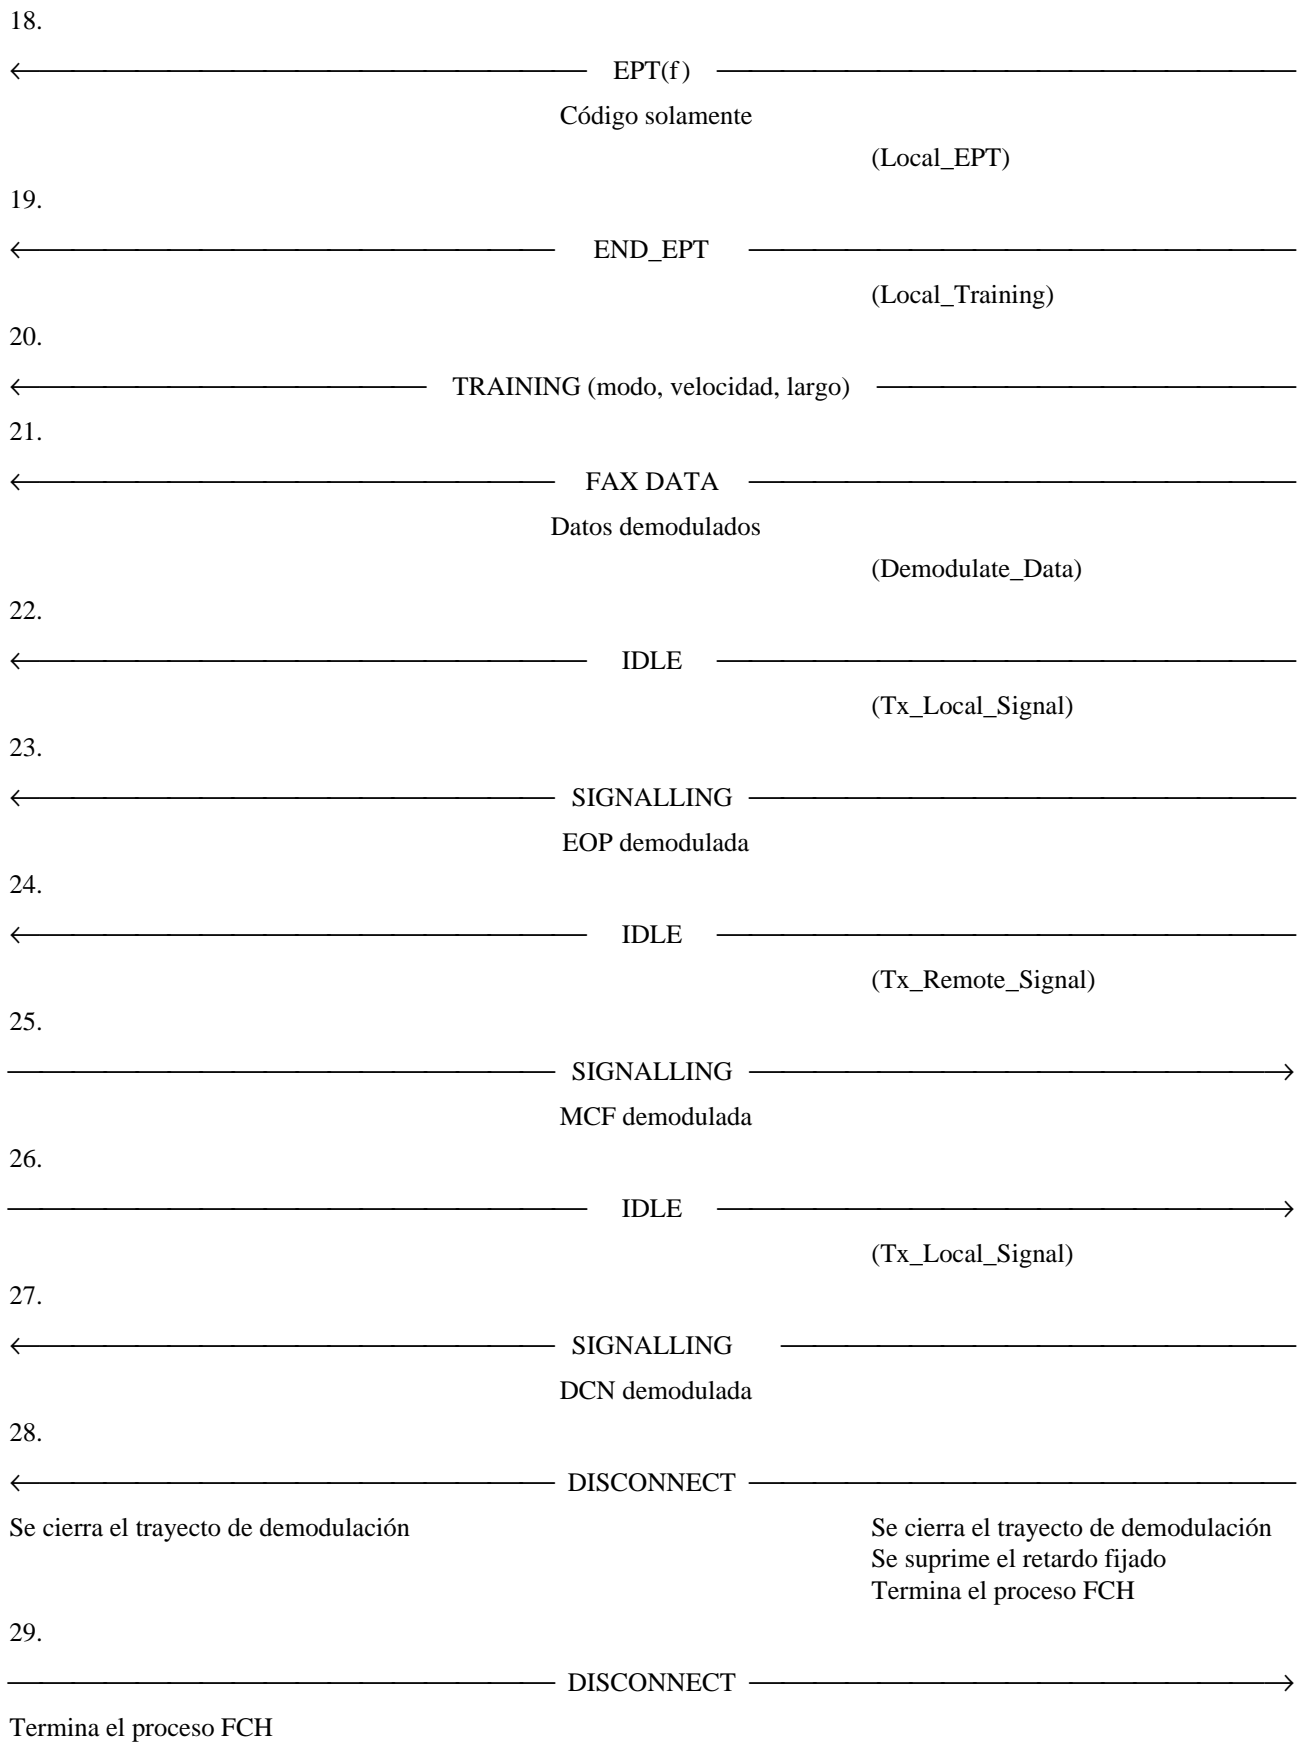 18.
EPT(f)
Código solamente
(Local_EPT)
19.
END_EPT
(Local_Training)
20.
TRAINING (modo, velocidad, largo)
21.
FAX DATA
Datos demodulados
(Demodulate_Data)
22.
IDLE
(Tx_Local_Signal)
23.
SIGNALLING
EOP demodulada
24.
IDLE
(Tx_Remote_Signal)
25.
SIGNALLING
MCF demodulada
26.
IDLE
(Tx_Local_Signal)
27.
SIGNALLING
DCN demodulada
28.
DISCONNECT
Se cierra el trayecto de demodulación Se cierra el trayecto de demodulación
Se suprime el retardo fijado
Termina el proceso FCH
29.
DISCONNECT
Termina el proceso FCH